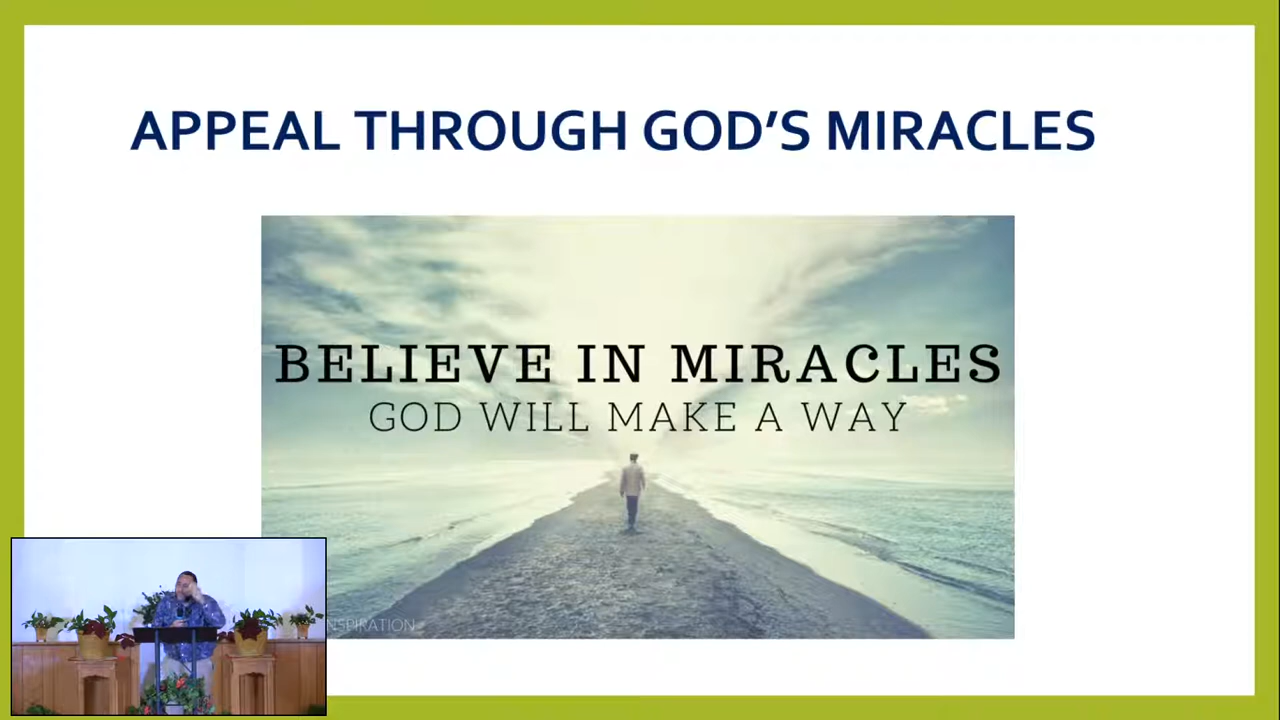 APPEAL THROUGH GOD’S MIRACLES
BELIEVE IN MIRACLES
GOD WILL MAKE A WAY